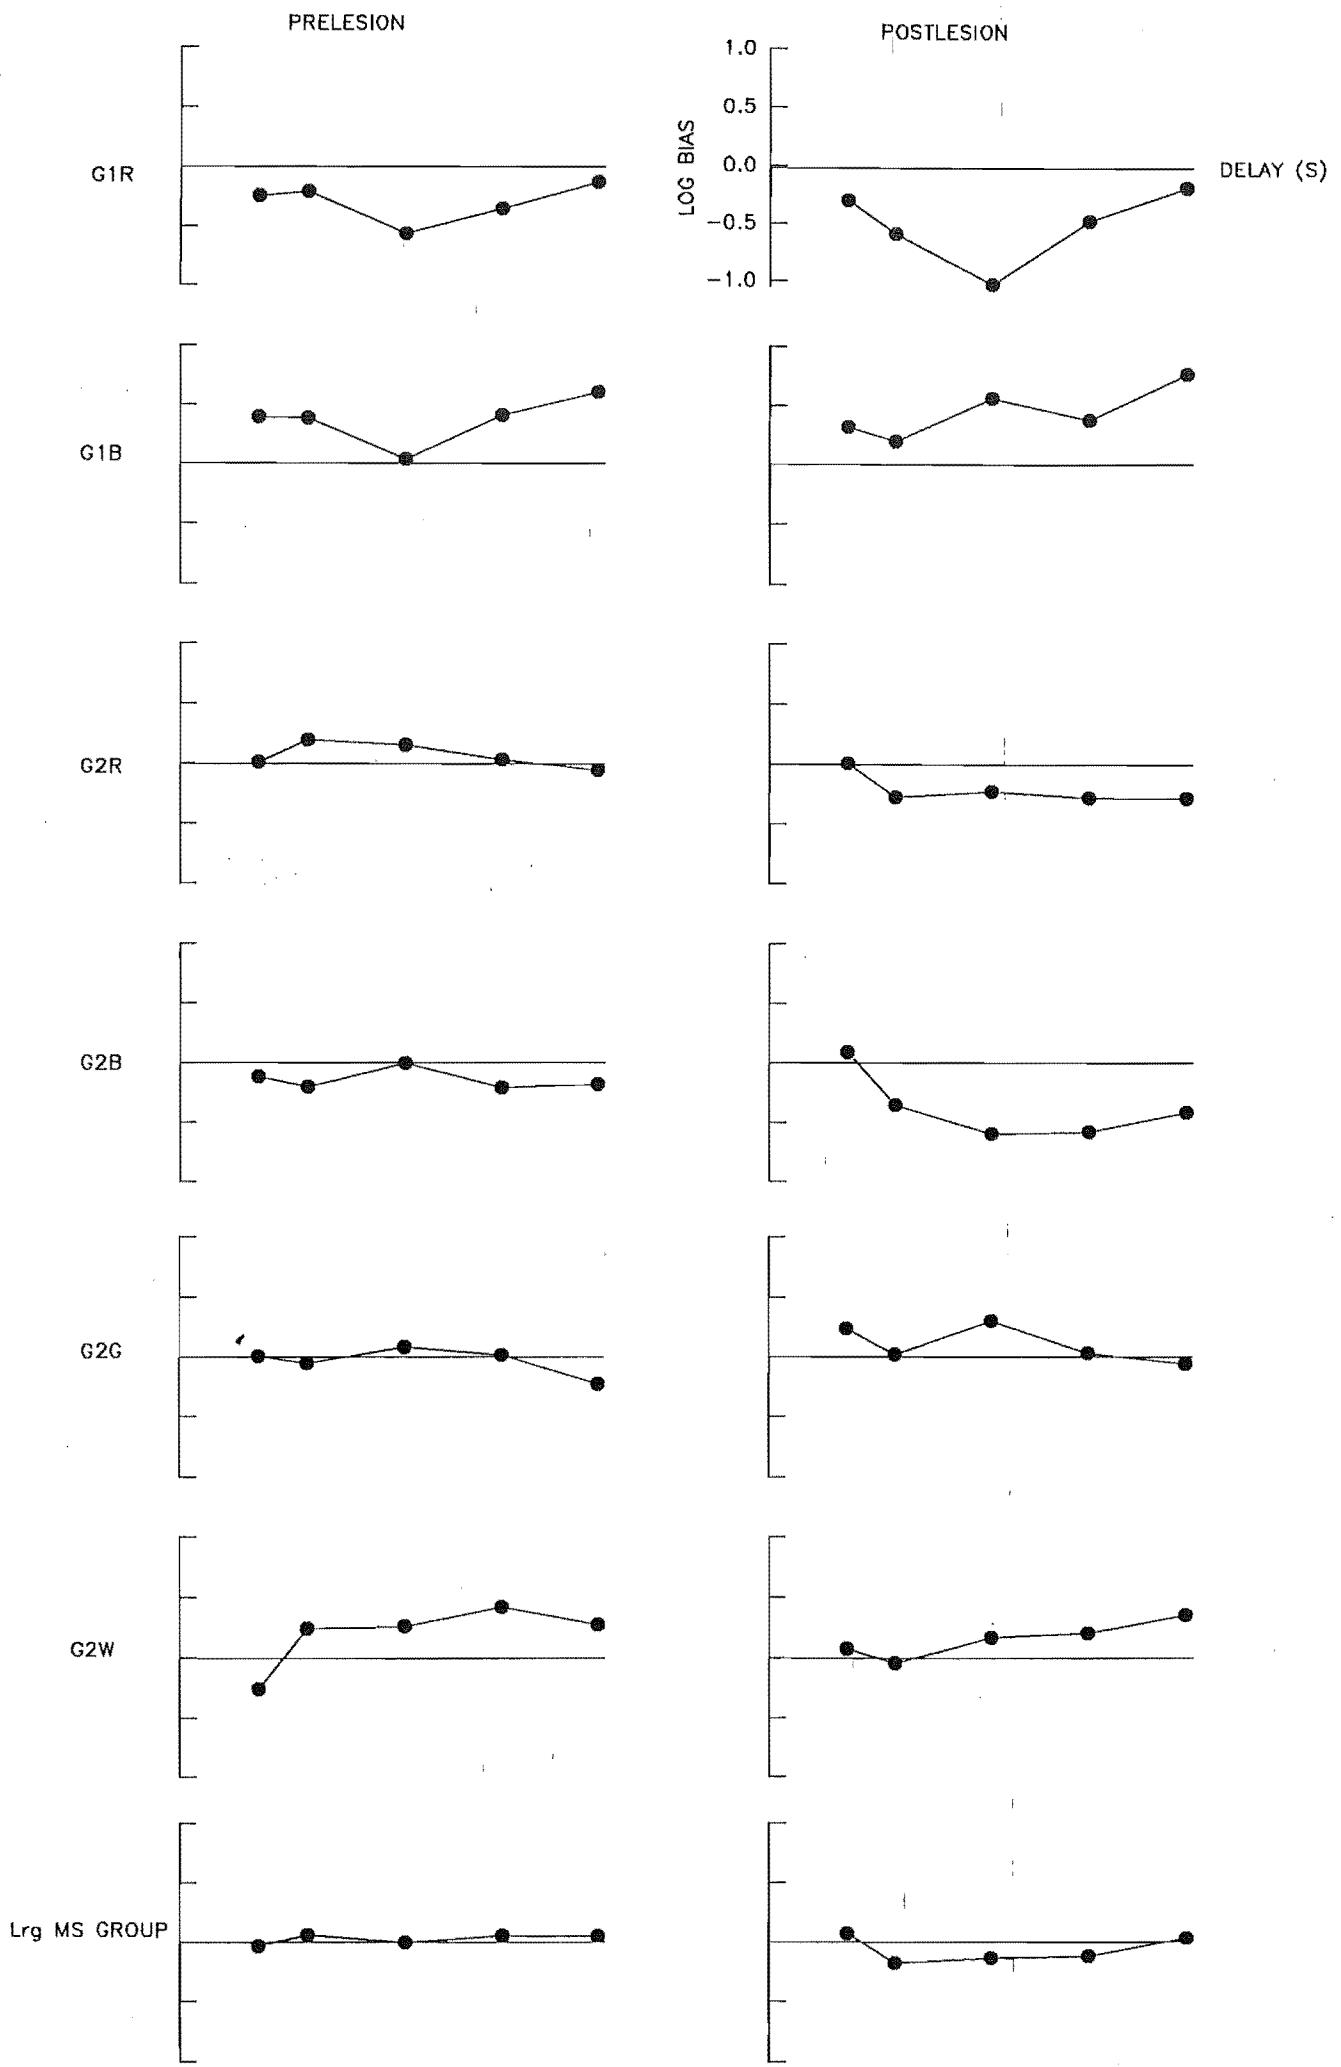 PRELESION
POSTLESION
1.0
0.5
0.0
-0.5
-1.0
LOG BIAS
DELAY (S)
G1R
G1B
G2R
G2B
G2G
G2W
Lrg MS GROUP